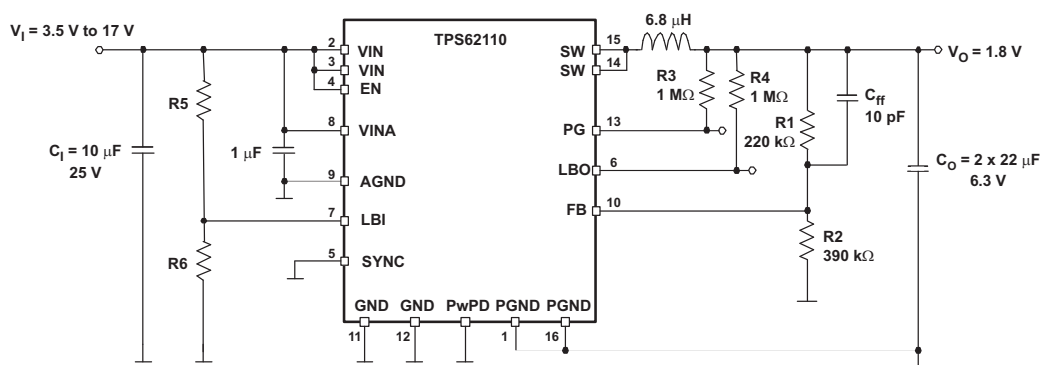 V_I = 3.5 V to 17 V
TPS62110
6.8 µH
V_O = 1.8 V
2 VIN
3 VIN
4 EN
8 VINA
9 AGND
7 LBI
5 SYNC
15 SW
14 SW
13 PG
6 LBO
10 FB
R5
R6
C_I = 10 µF
25 V
1 µF
R3
1 MΩ
R4
1 MΩ
R1
220 kΩ
C_ff
10 pF
C_O = 2 x 22 µF
6.3 V
R2
390 kΩ
GND GND PwPD PGND PGND
11 12 1 16